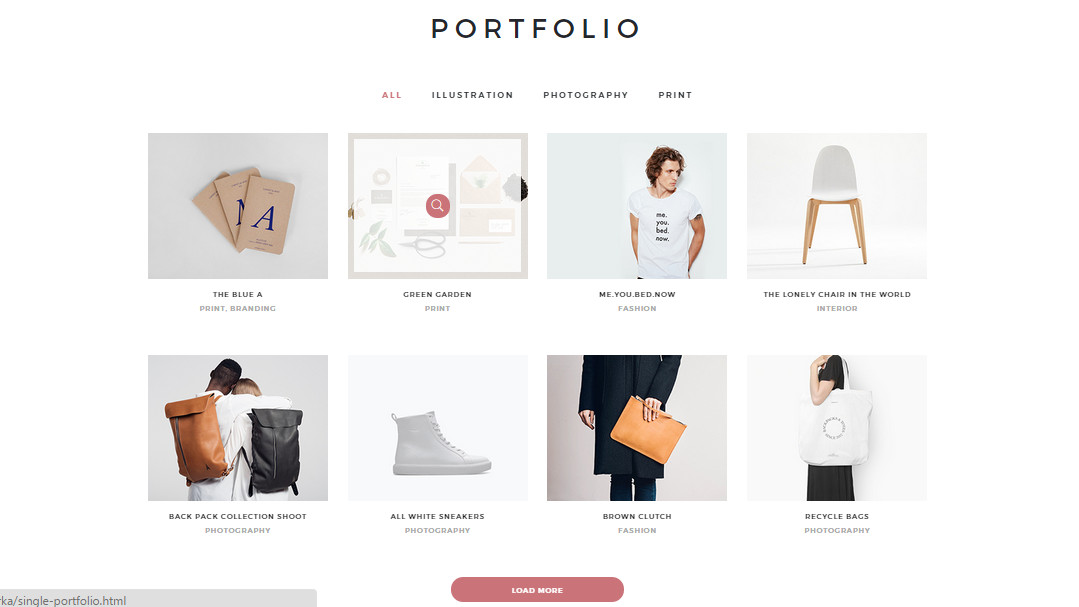 PORTFOLIO
ALL ILLUSTRATION PHOTOGRAPHY PRINT
A
me.
you.
bed.
now.
THE BLUE A
PRINT, BRANDING
GREEN GARDEN
PRINT
ME.YOU.BED.NOW
FASHION
THE LONELY CHAIR IN THE WORLD
INTERIOR
BACK PACK COLLECTION SHOOT
PHOTOGRAPHY
ALL WHITE SNEAKERS
PHOTOGRAPHY
BROWN CLUTCH
FASHION
RECYCLE BAGS
PHOTOGRAPHY
LOAD MORE
rka/single-portfolio.html